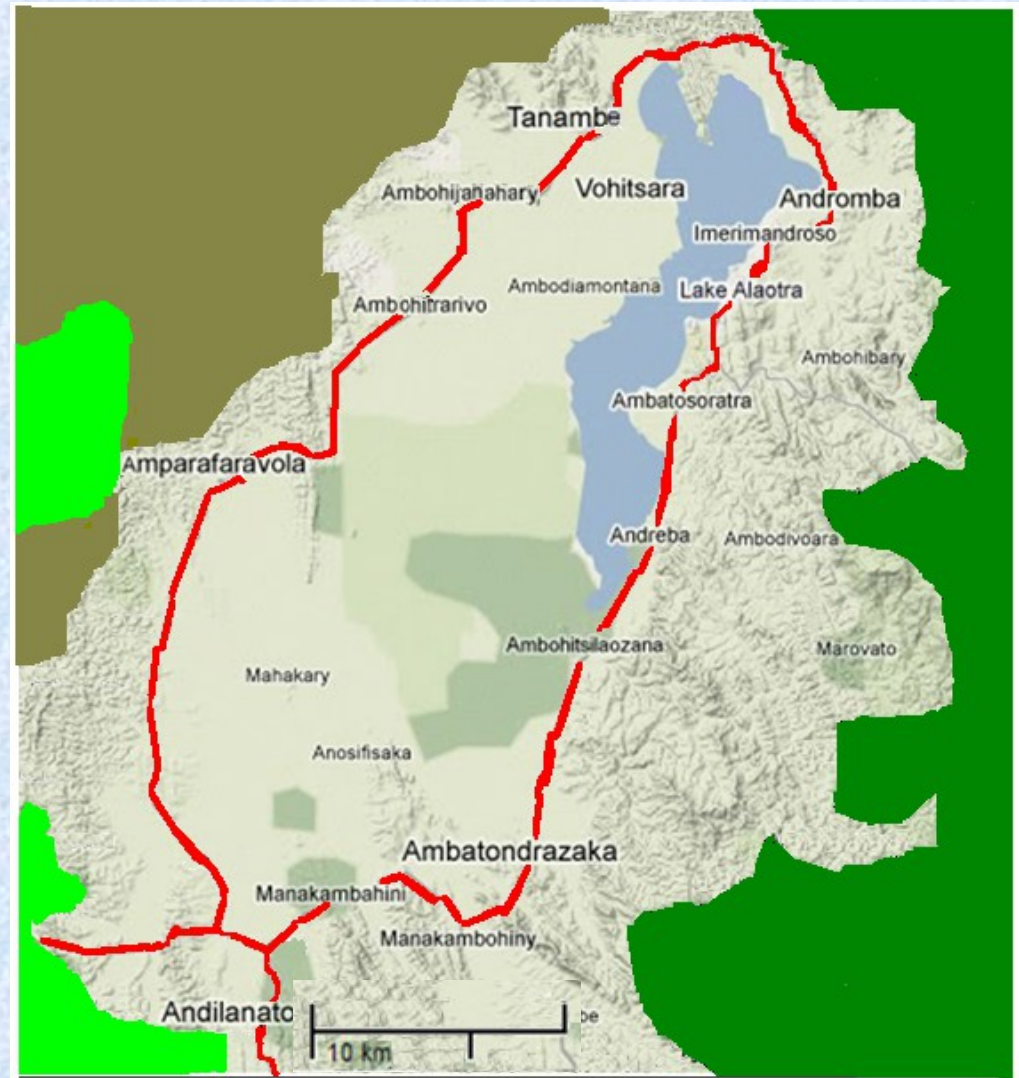 Tanambe
Ambohijanahary
Vohitsara
Andromba
Imerimandroso
Ambodiamontana
Lake Alaotra
Ambohitrarivo
Ambohibary
Ambatosoratra
Amparafaravola
Andreba
Ambodivoara
Ambohitsilaozana
Marovato
Mahakary
Anosifisaka
Ambatondrazaka
Manakambahini
Manakambohiny
Andilanato
be
10 km